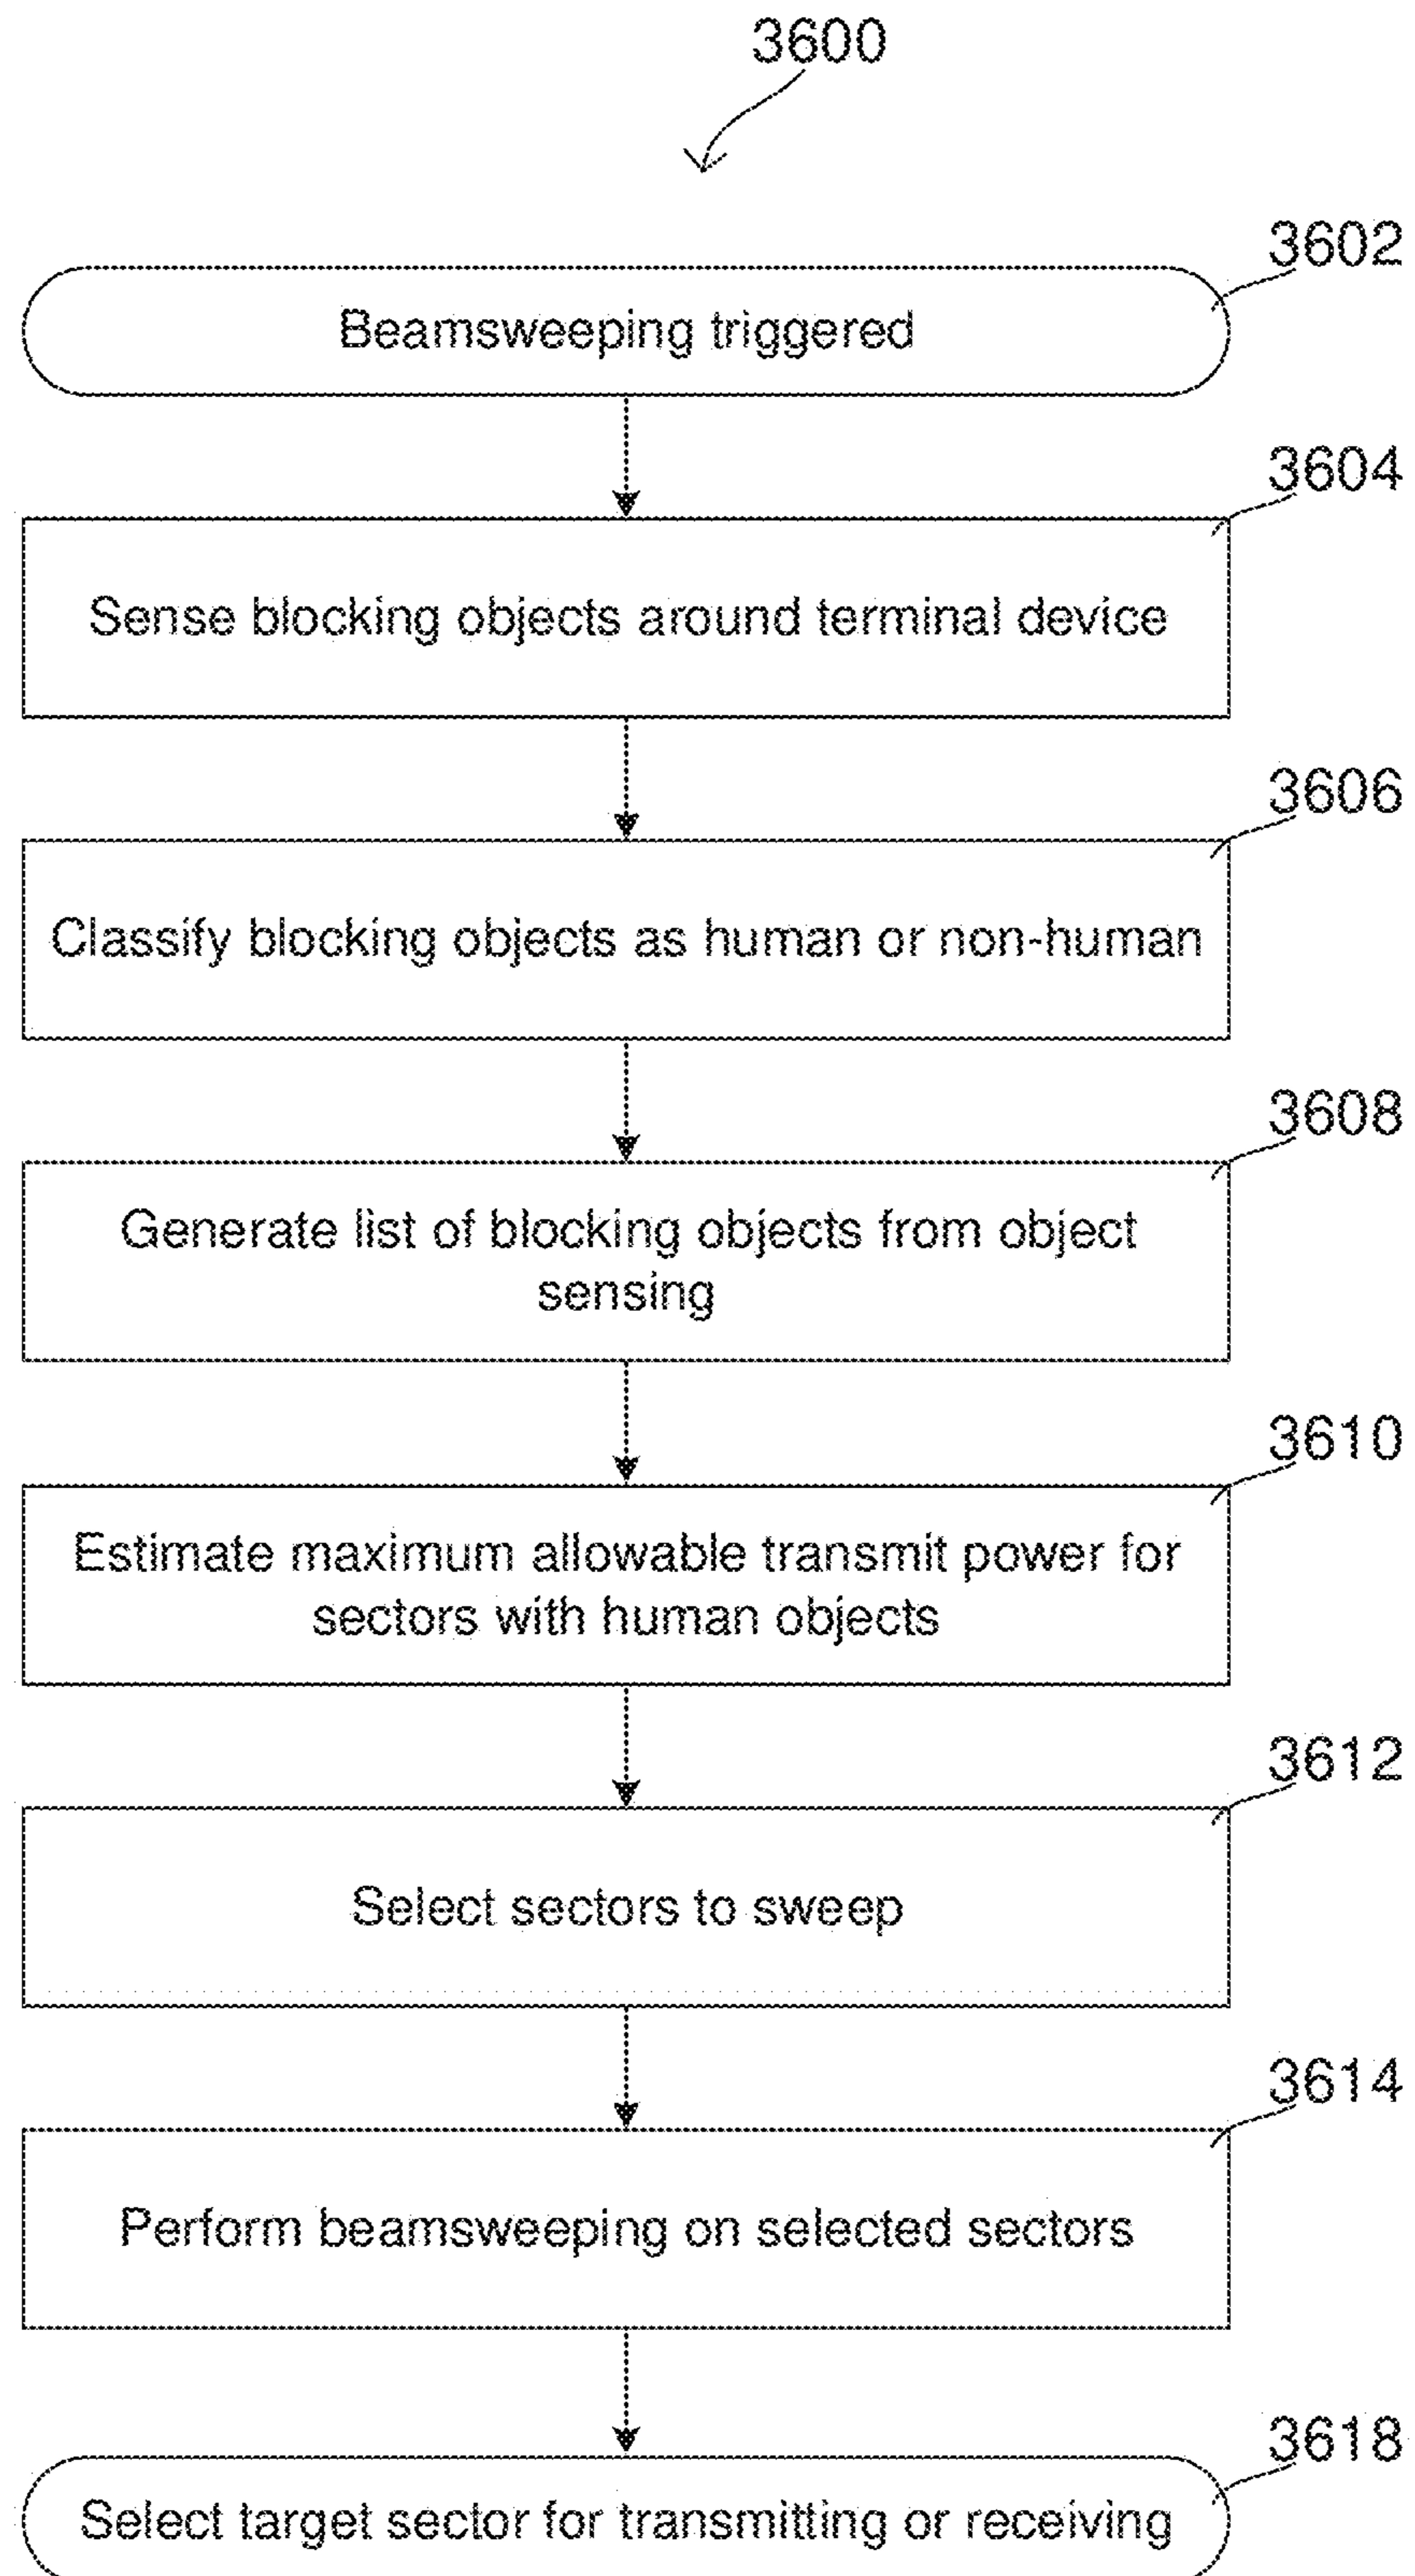 3600
3602
Beamsweeping triggered
3604
Sense blocking objects around terminal device
3606
Classify blocking objects as human or non-human
3608
Generate list of blocking objects from object
sensing
3610
Estimate maximum allowable transmit power for
sectors with human objects
3612
Select sectors to sweep
3614
Perform beamsweeping on selected sectors
3618
Select target sector for transmitting or receiving